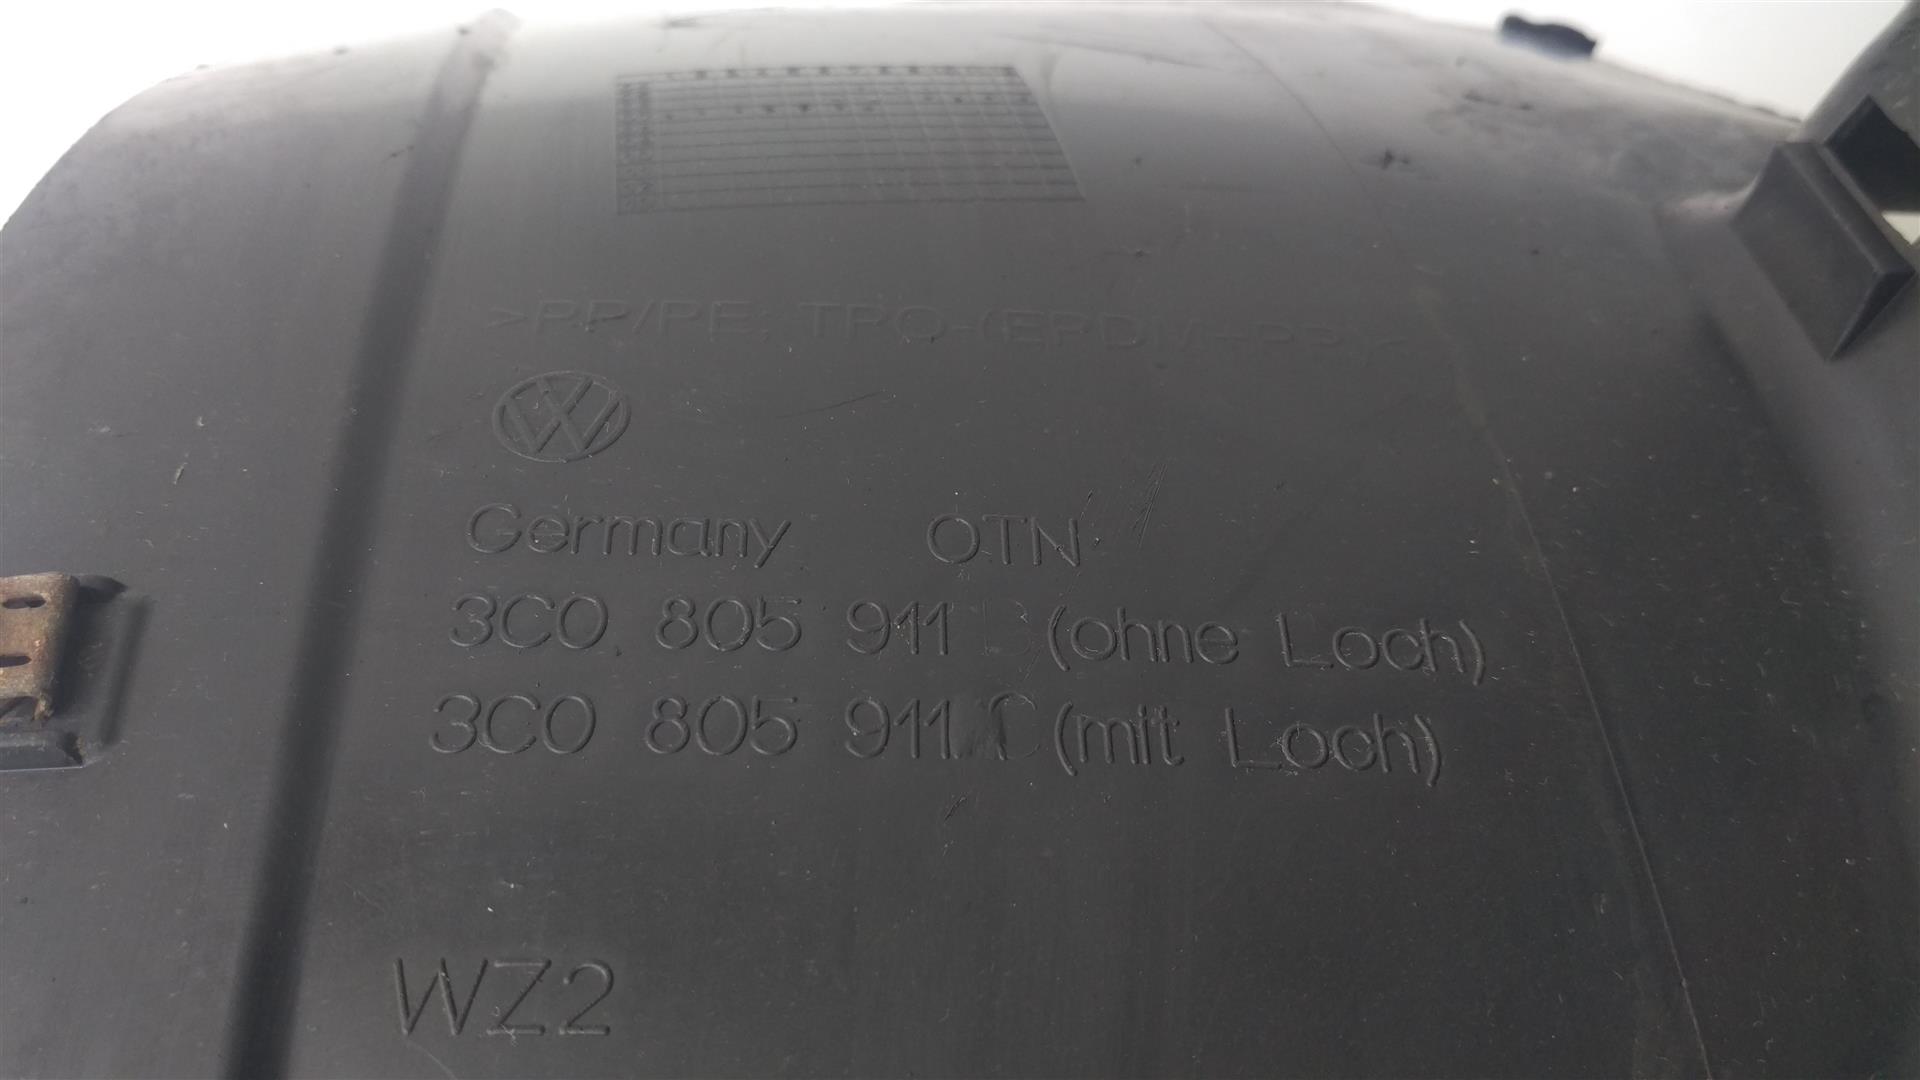 >PP/PE; TPO-(EPDM+PP)<
Germany OTN
3C0 805 911 B (ohne Loch)
3C0 805 911 C (mit Loch)
WZ2